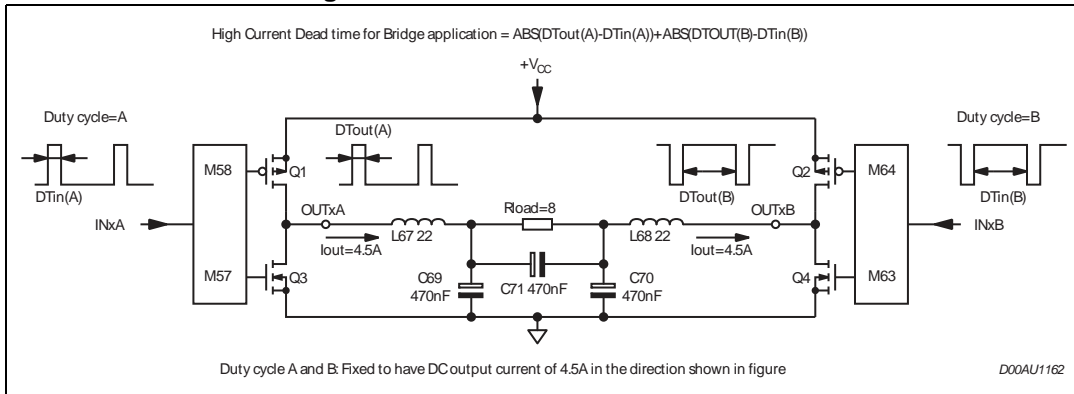 High Current Dead time for Bridge application = ABS(DTout(A)-DTin(A))+ABS(DTOUT(B)-DTin(B))
+VCC
Duty cycle=A
DTout(A)
Duty cycle=B
M58
Q1
Q2
M64
DTin(A)
DTout(B)
DTin(B)
INxA
OUTxA
Rload=8
OUTxB
INxB
L67 22
L68 22
Iout=4.5A
Iout=4.5A
M57
Q3
C69
470nF
C71 470nF
C70
470nF
Q4
M63
Duty cycle A and B: Fixed to have DC output current of 4.5A in the direction shown in figure
D00AU1162